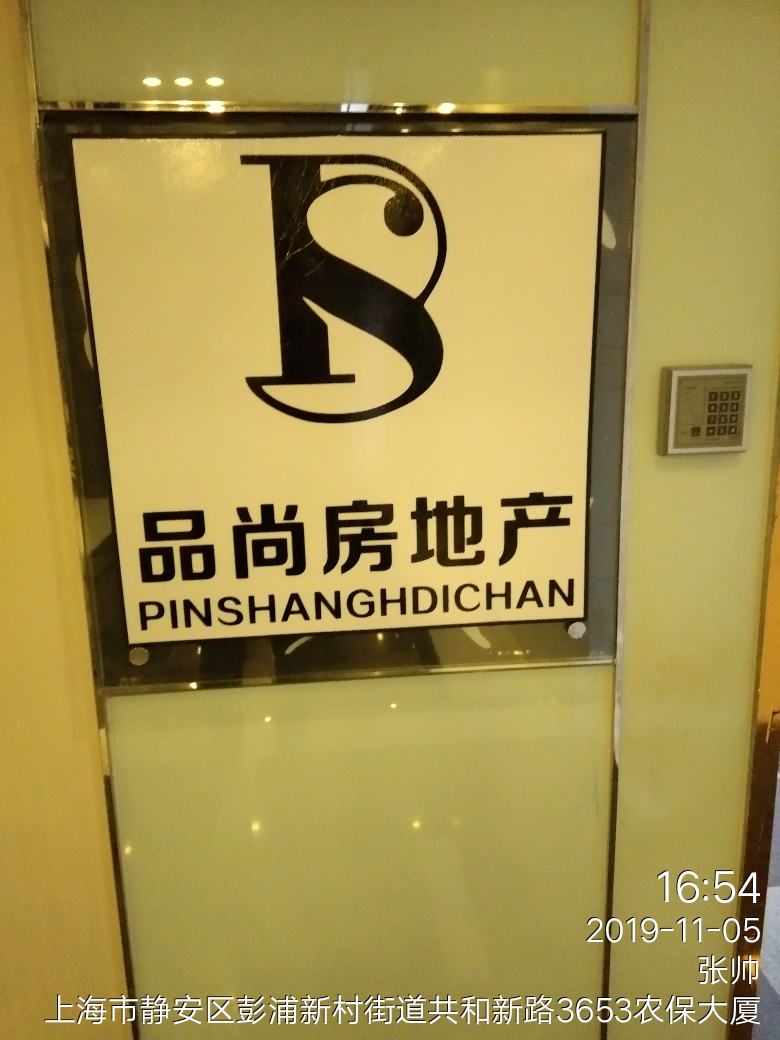 PS
品尚房地产
PINSHANGHDICHAN
16:54
2019-11-05
张帅
上海市静安区彭浦新村街道共和新路3653农保大厦